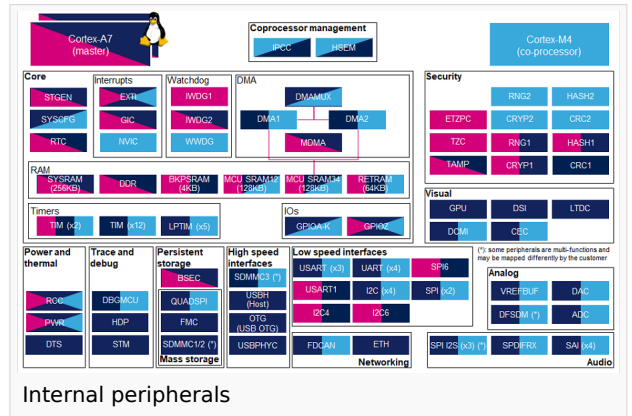 Cortex-A7
(master)
Coprocessor management
IPCC
HSEM
Cortex-M4
(co-processor)
Core
STGEN
SYSCFG
RTC
Interrupts
EXTI
GIC
NVIC
Watchdog
IWDG1
IWDG2
WWDG
DMA
DMAMUX
DMA1
DMA2
MDMA
Security
RNG2
HASH2
ETZPC
CRYP2
CRC2
TZC
RNG1
HASH1
TAMP
CRYP1
CRC1
RAM
SYSRAM
(256KB)
DDR
BKPSRAM
(4KB)
MCU SRAM12
(128KB)
MCU SRAM34
(128KB)
RETRAM
(64KB)
Timers
TIM (x2)
TIM (x12)
LPTIM (x5)
IOs
GPIOA-K
GPIOZ
Visual
GPU
DSI
LTDC
DCMI
CEC
Power and
thermal
RCC
PWR
DTS
Trace and
debug
DBGMCU
HDP
STM
Persistent
storage
BSEC
QUADSPI
FMC
SDMMC1/2 (*)
Mass storage
High speed
interfaces
SDMMC3 (*)
USBH
(Host)
OTG
(USB OTG)
USBPHYC
Low speed interfaces
USART (x3)
UART (x4)
SPI6
USART1
I2C (x4)
SPI (x2)
I2C4
I2C6
FDCAN
ETH
Networking
(*): some peripherals are multi-functions and
may be mapped differently by the customer
Analog
VREFBUF
DAC
DFSDM (*)
ADC
SPI I2S (x3) (*)
SPDIFRX
SAI (x4)
Audio
Internal peripherals